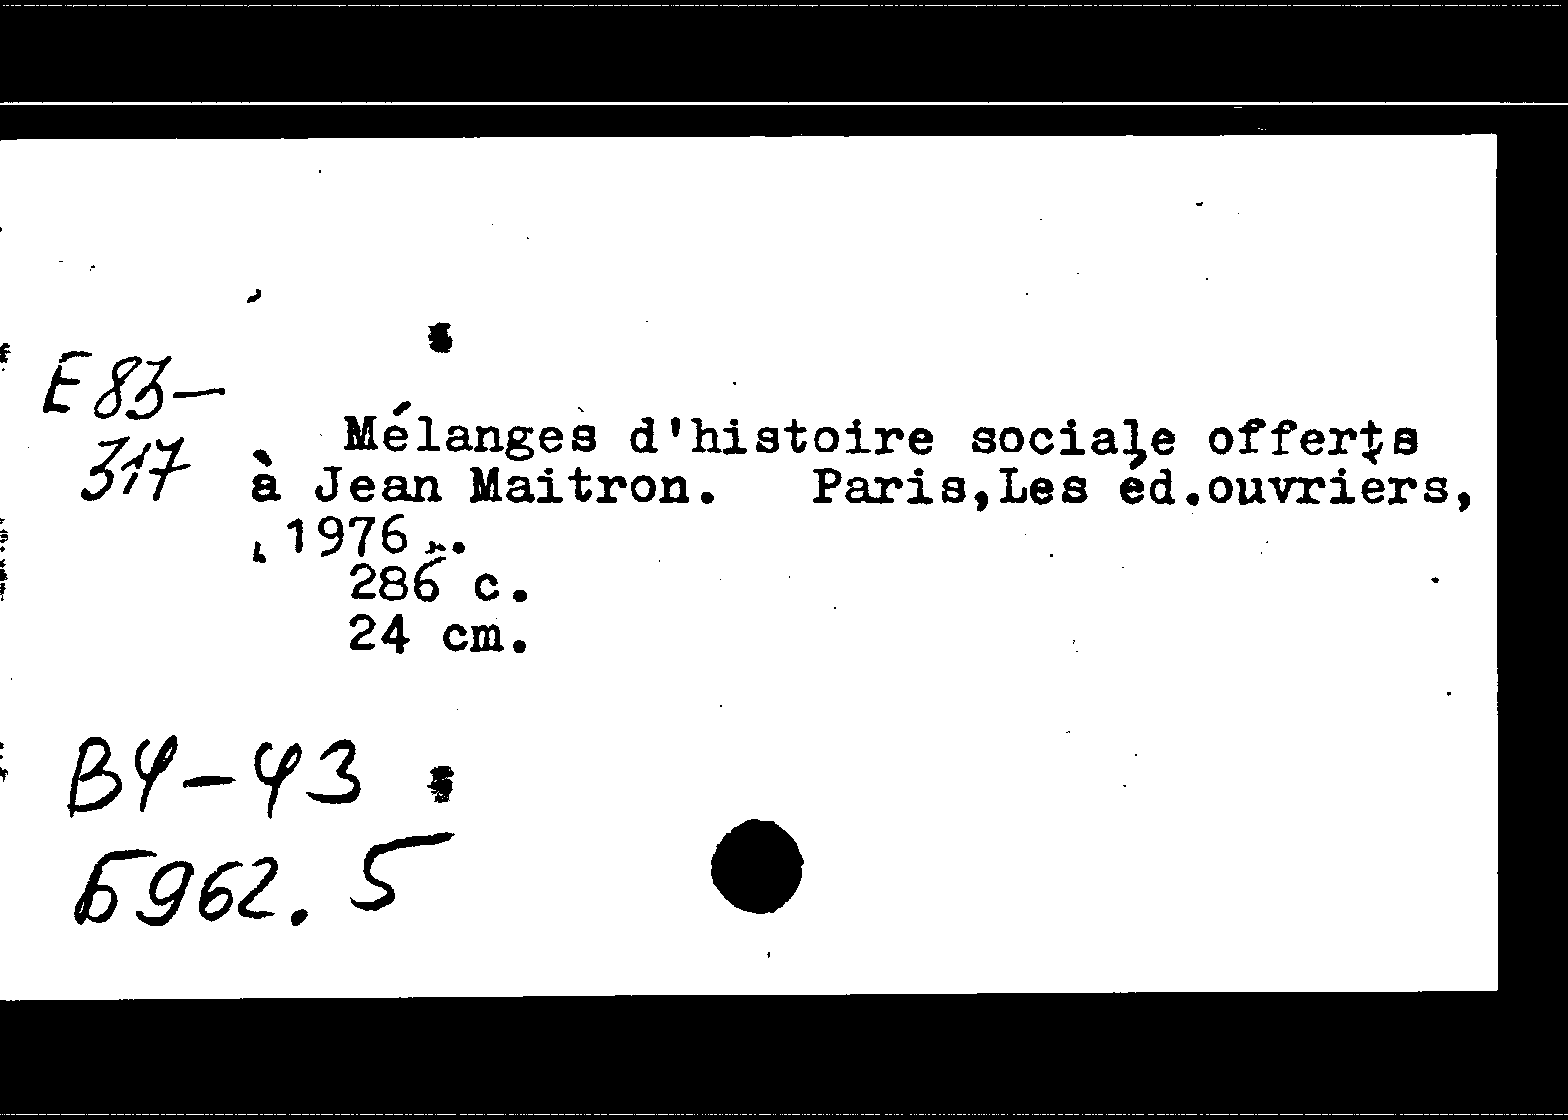 E83-
317
Mélanges d'histoire sociale offerts
à Jean Maitron. Paris,Les éd.ouvriers,
1976.
286 c.
24 cm.
В4-43
Б962.5